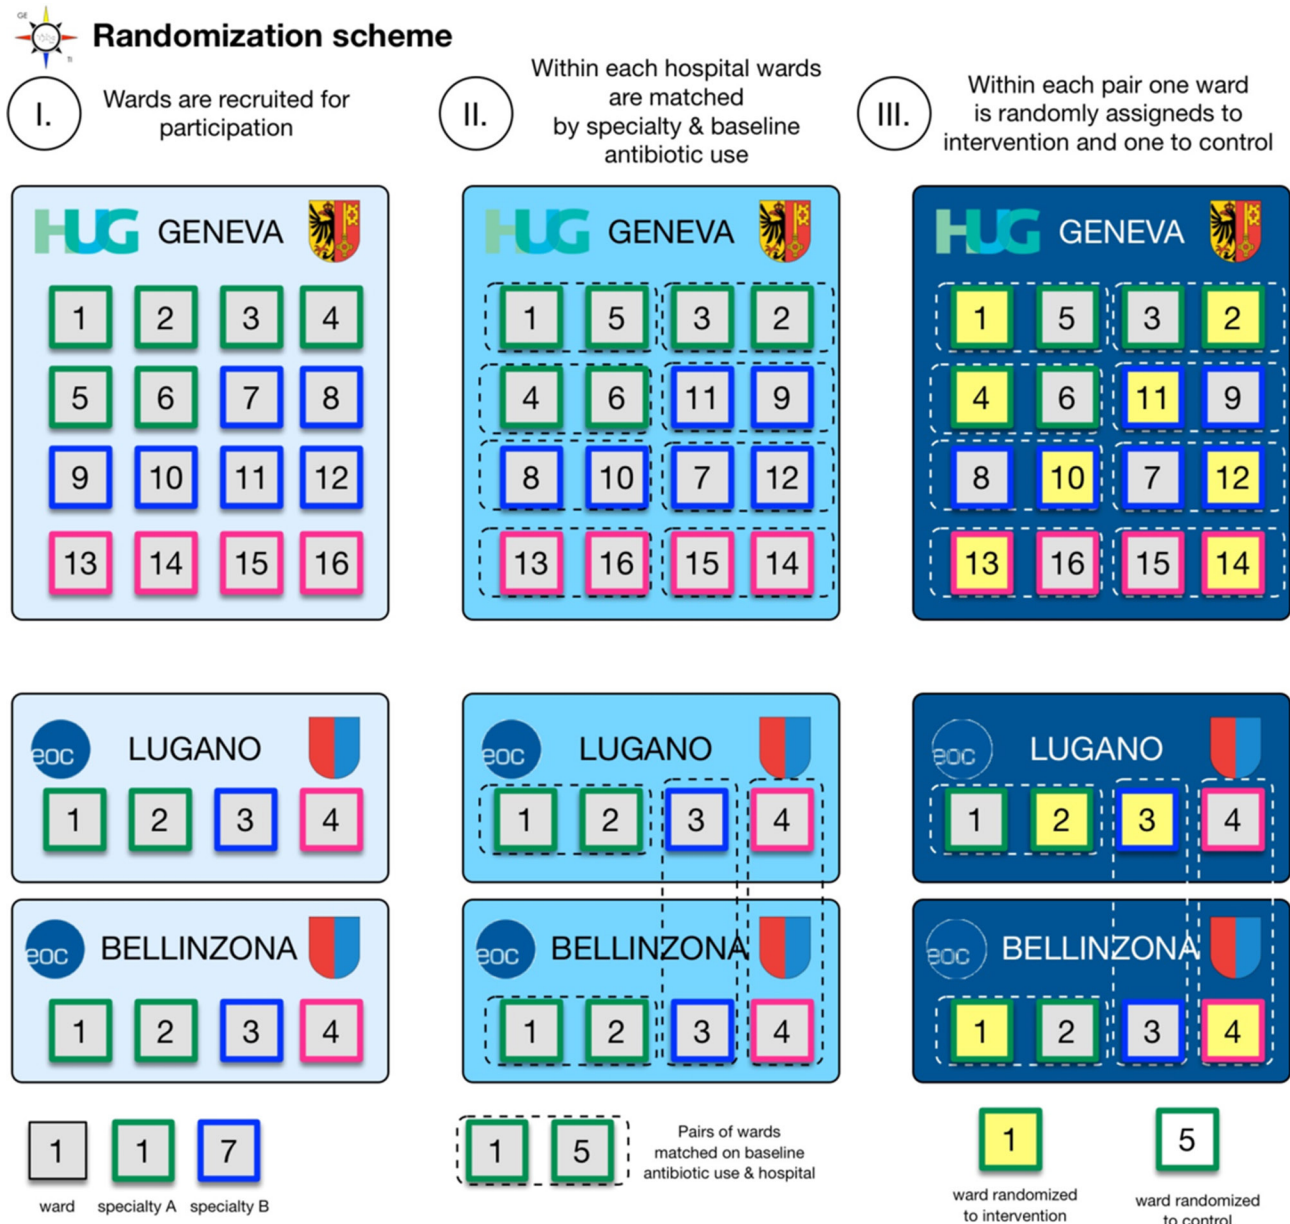 GE
TI
Randomization scheme
I.
Wards are recruited for
participation
II.
Within each hospital wards
are matched
by specialty & baseline
antibiotic use
III.
Within each pair one ward
is randomly assigneds to
intervention and one to control
HUG GENEVA
1 2 3 4
5 6 7 8
9 10 11 12
13 14 15 16
HUG GENEVA
1 5 3 2
4 6 11 9
8 10 7 12
13 16 15 14
HUG GENEVA
1 5 3 2
4 6 11 9
8 10 7 12
13 16 15 14
eoc LUGANO
1 2 3 4
eoc LUGANO
1 2 3 4
eoc LUGANO
1 2 3 4
eoc BELLINZONA
1 2 3 4
eoc BELLINZONA
1 2 3 4
eoc BELLINZONA
1 2 3 4
1
ward
1
specialty A
7
specialty B
1 5
Pairs of wards
matched on baseline
antibiotic use & hospital
1
ward randomized
to intervention
5
ward randomized
to control